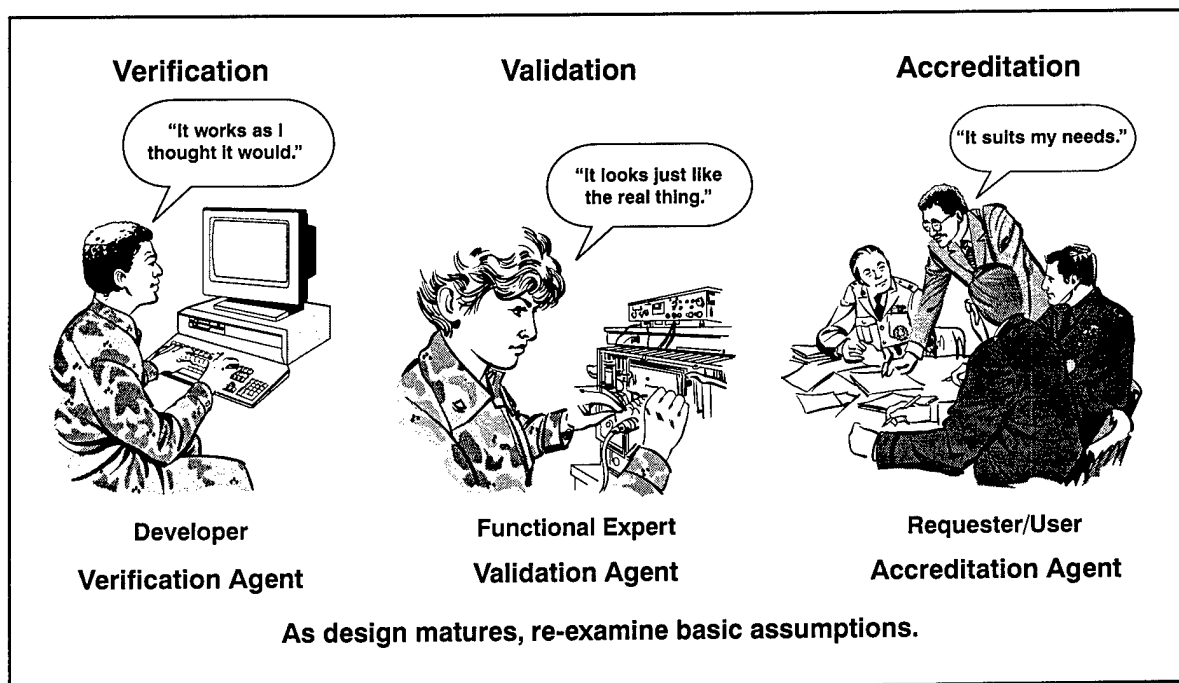 Verification
Validation
Accreditation
“It works as I
thought it would.”
“It looks just like
the real thing.”
“It suits my needs.”
Developer
Functional Expert
Requester/User
Verification Agent
Validation Agent
Accreditation Agent
As design matures, re-examine basic assumptions.